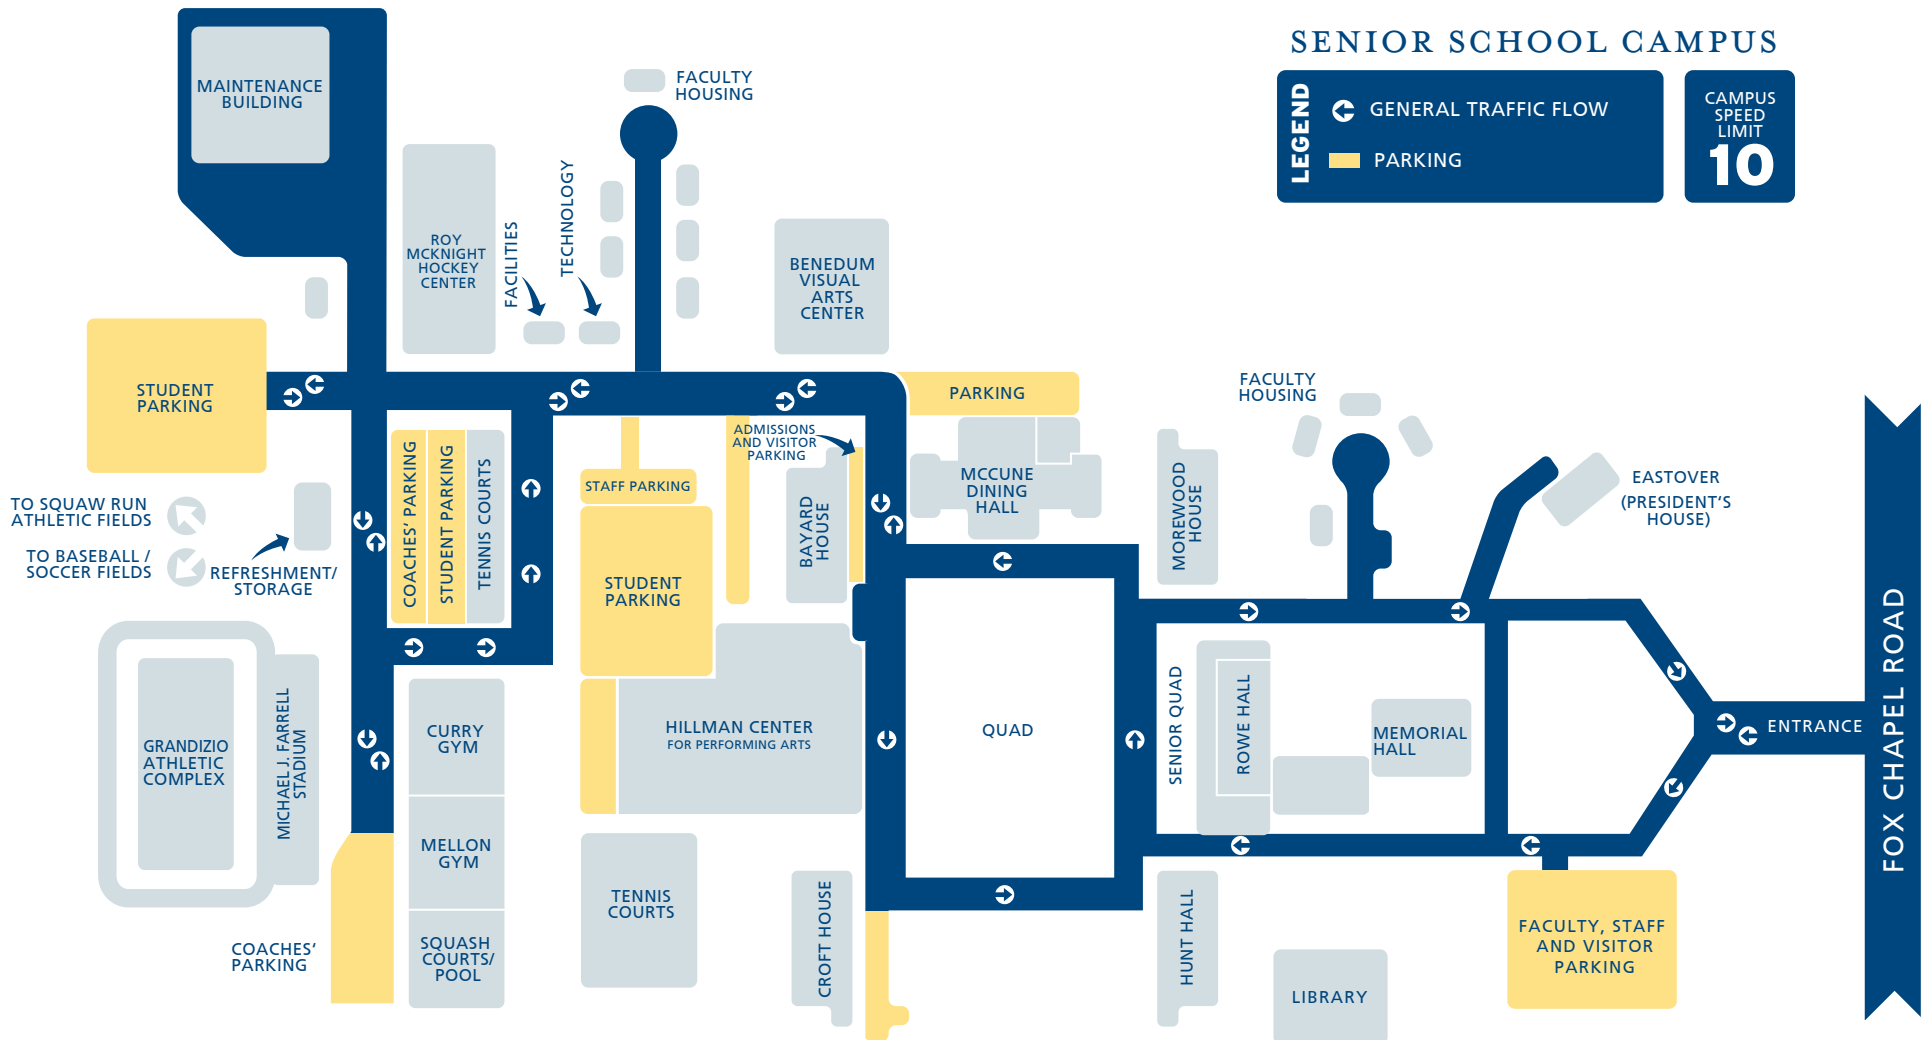 SENIOR SCHOOL CAMPUS
LEGEND
GENERAL TRAFFIC FLOW
PARKING
CAMPUS
SPEED
LIMIT
10
MAINTENANCE
BUILDING
FACULTY
HOUSING
ROY
MCKNIGHT
HOCKEY
CENTER
FACILITIES
TECHNOLOGY
BENEDUM
VISUAL
ARTS
CENTER
STUDENT
PARKING
PARKING
FACULTY
HOUSING
ADMISSIONS
AND VISITOR
PARKING
COACHES' PARKING
STUDENT PARKING
TENNIS COURTS
STAFF PARKING
BAYARD
HOUSE
MCCUNE
DINING
HALL
MOREWOOD
HOUSE
EASTOVER
(PRESIDENT'S
HOUSE)
TO SQUAW RUN
ATHLETIC FIELDS
TO BASEBALL /
SOCCER FIELDS
REFRESHMENT/
STORAGE
STUDENT
PARKING
GRANDIZIO
ATHLETIC
COMPLEX
MICHAEL J. FARRELL
STADIUM
CURRY
GYM
HILLMAN CENTER
FOR PERFORMING ARTS
QUAD
SENIOR QUAD
ROWE HALL
MEMORIAL
HALL
ENTRANCE
FOX CHAPEL ROAD
MELLON
GYM
TENNIS
COURTS
CROFT HOUSE
HUNT HALL
FACULTY, STAFF
AND VISITOR
PARKING
COACHES'
PARKING
SQUASH
COURTS/
POOL
LIBRARY